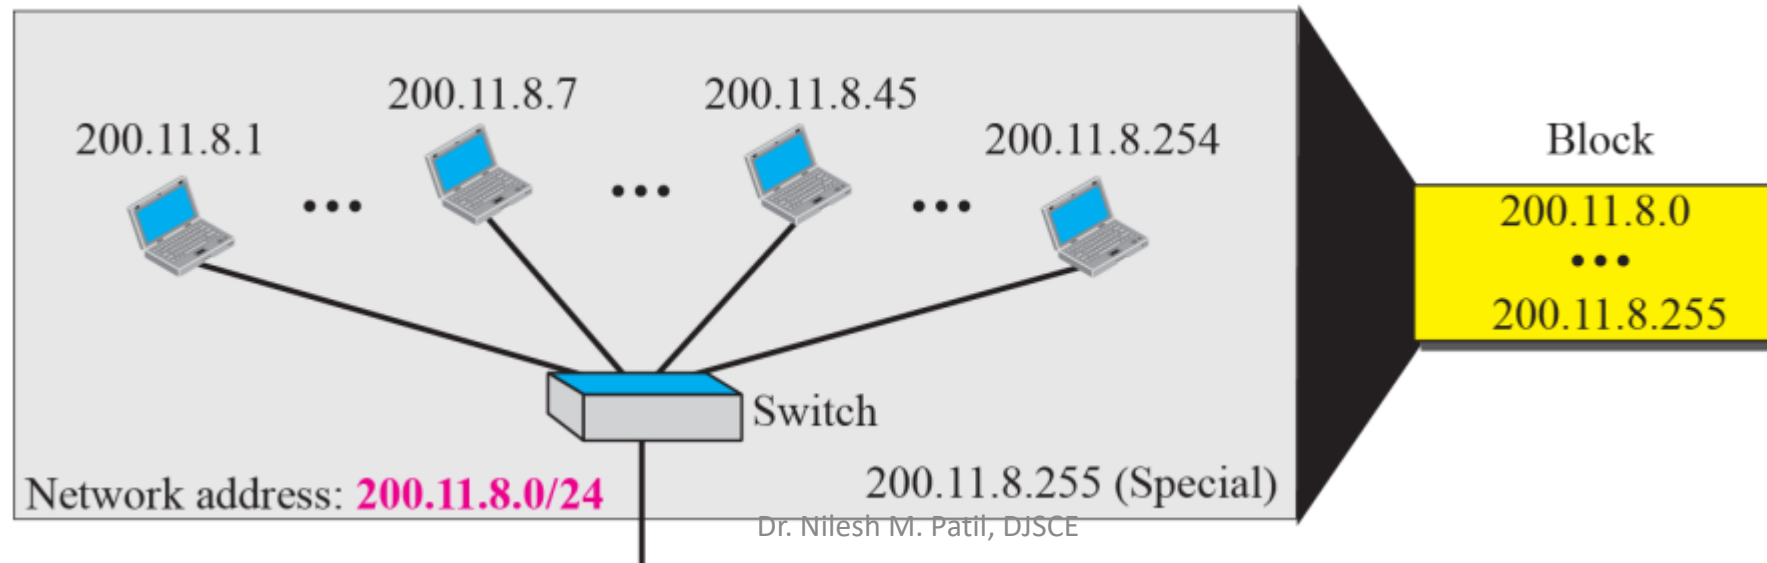 200.11.8.1
200.11.8.7
200.11.8.45
200.11.8.254
Switch
Network address: 200.11.8.0/24
200.11.8.255 (Special)
Block
200.11.8.0
200.11.8.255
Dr. Nilesh M. Patil, DJSCE